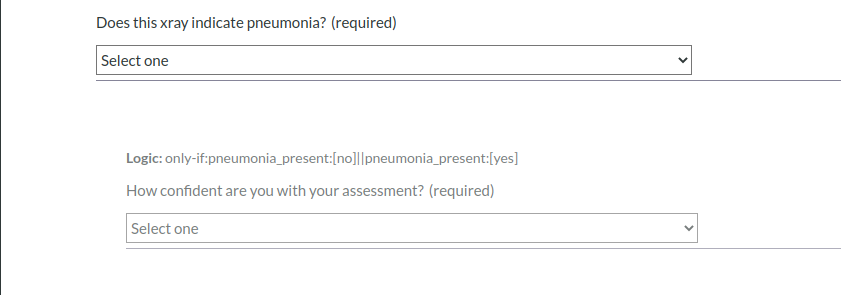 Does this xray indicate pneumonia? (required)
Select one
Logic: only-if:pneumonia_present:[no]||pneumonia_present:[yes]
How confident are you with your assessment? (required)
Select one